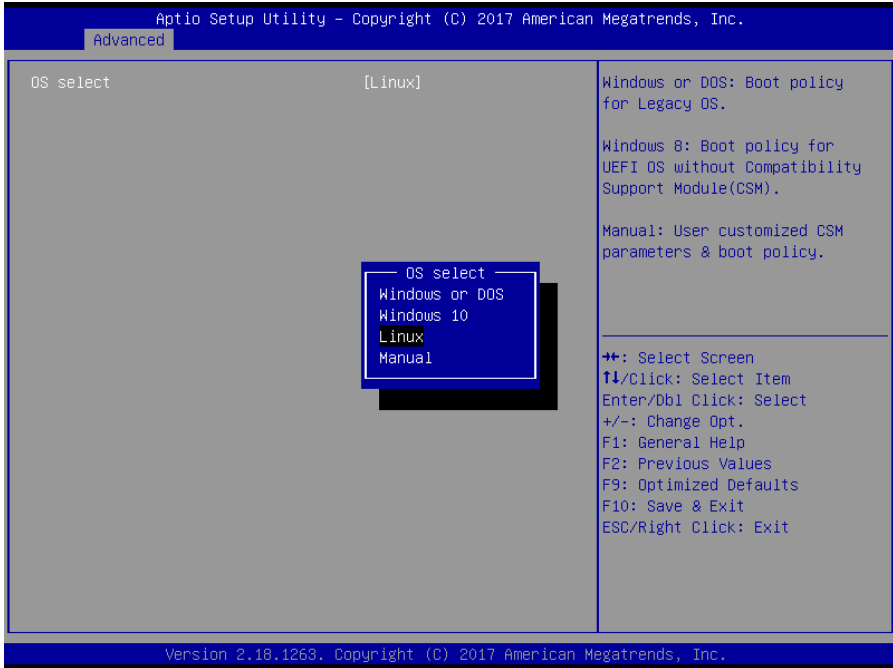 Aptio Setup Utility – Copyright (C) 2017 American Megatrends, Inc.
Advanced
OS select [Linux]
Windows or DOS: Boot policy
for Legacy OS.
Windows 8: Boot policy for
UEFI OS without Compatibility
Support Module(CSM).
Manual: User customized CSM
parameters & boot policy.
OS select
Windows or DOS
Windows 10
Linux
Manual
→←: Select Screen
↑↓/Click: Select Item
Enter/Dbl Click: Select
+/-: Change Opt.
F1: General Help
F2: Previous Values
F9: Optimized Defaults
F10: Save & Exit
ESC/Right Click: Exit
Version 2.18.1263. Copyright (C) 2017 American Megatrends, Inc.